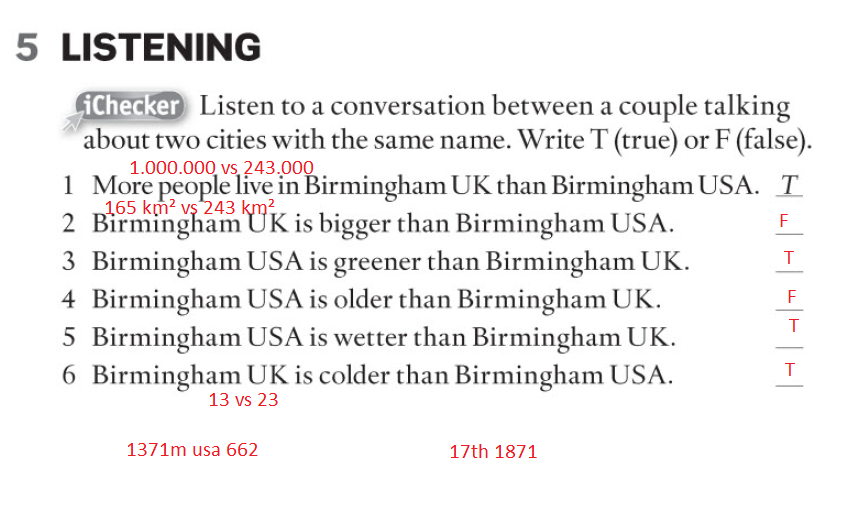 5 LISTENING
iChecker Listen to a conversation between a couple talking
about two cities with the same name. Write T (true) or F (false).
1.000.000 vs 243.000
1 More people live in Birmingham UK than Birmingham USA. T
165 km² vs 243 km²
2 Birmingham UK is bigger than Birmingham USA. F
3 Birmingham USA is greener than Birmingham UK. T
4 Birmingham USA is older than Birmingham UK. F
5 Birmingham USA is wetter than Birmingham UK. T
6 Birmingham UK is colder than Birmingham USA. T
13 vs 23
1371m usa 662 17th 1871